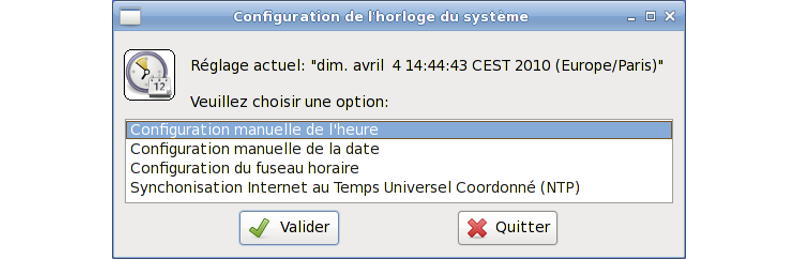 Configuration de l'horloge du système
Réglage actuel: "dim. avril  4 14:44:43 CEST 2010 (Europe/Paris)"
Veuillez choisir une option:
Configuration manuelle de l'heure
Configuration manuelle de la date
Configuration du fuseau horaire
Synchonisation Internet au Temps Universel Coordonné (NTP)
Valider
Quitter
12